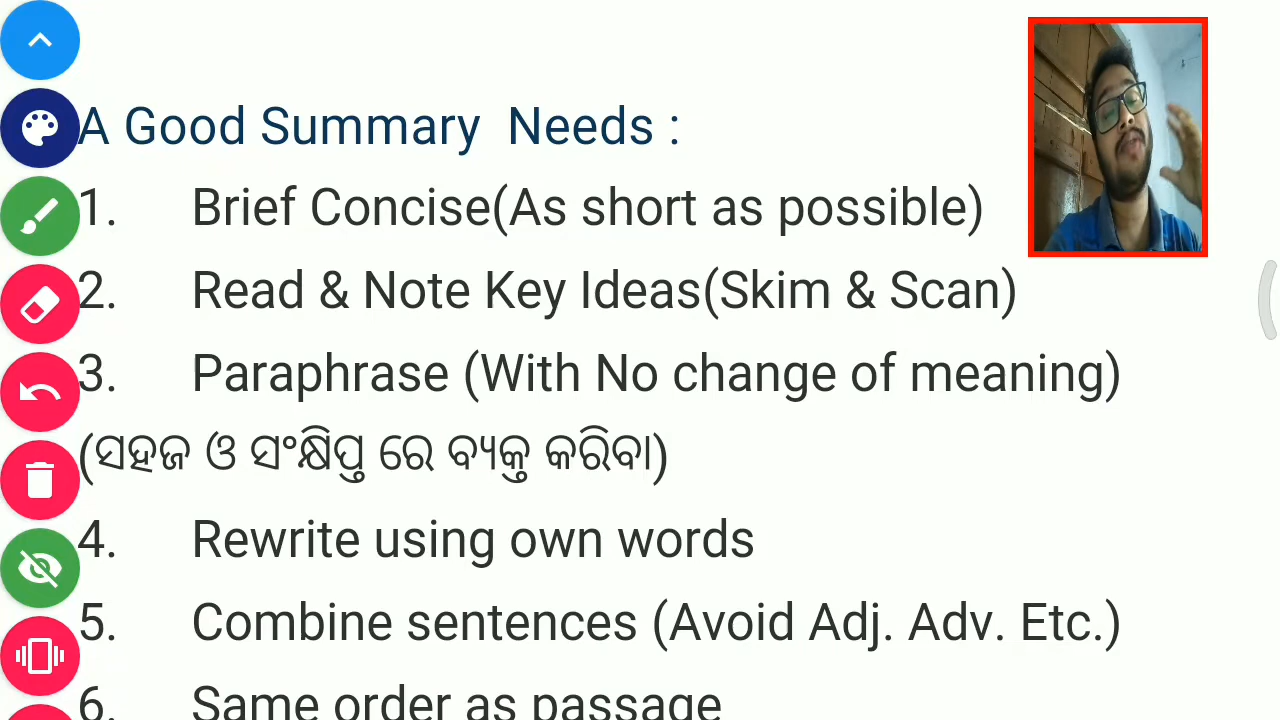 A Good Summary  Needs :
1. Brief Concise(As short as possible)
2. Read & Note Key Ideas(Skim & Scan)
3. Paraphrase (With No change of meaning)
(ସହଜ ଓ ସଂକ୍ଷିପ୍ତ ରେ ବ୍ୟକ୍ତ କରିବା)
4. Rewrite using own words
5. Combine sentences (Avoid Adj. Adv. Etc.)
6. Same order as passage